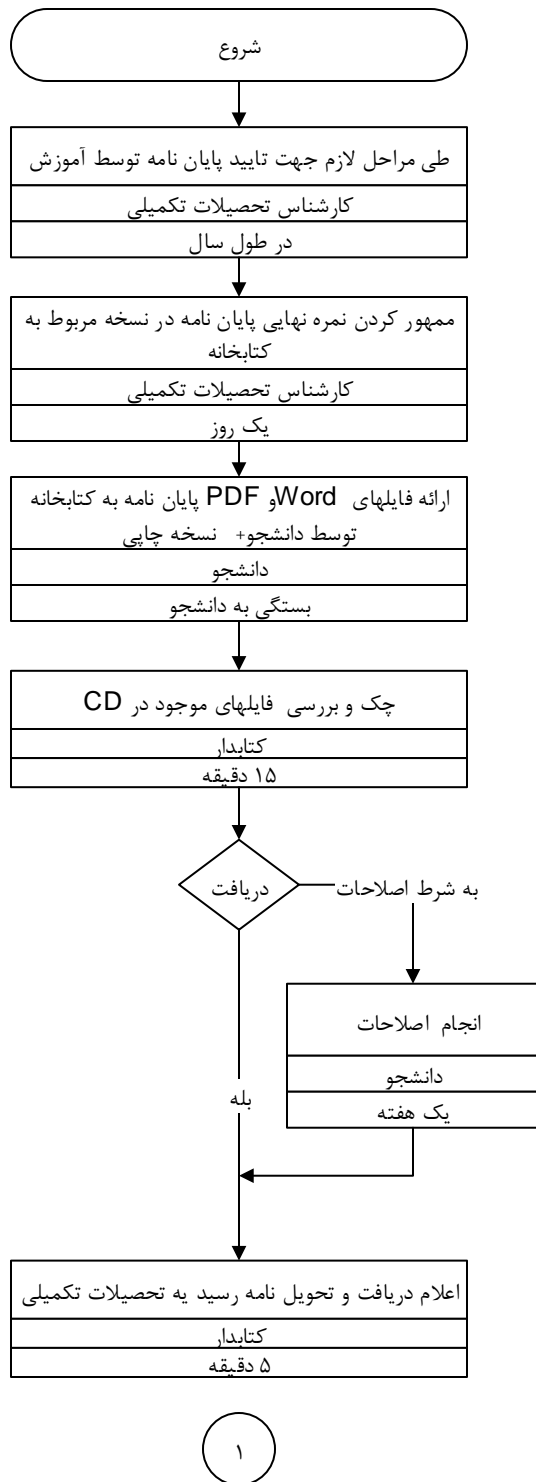 شروع
طی مراحل لازم جهت تایید پایان نامه توسط آموزش
کارشناس تحصیلات تکمیلی
در طول سال
ممهور کردن نمره نهایی پایان نامه در نسخه مربوط به
کتابخانه
کارشناس تحصیلات تکمیلی
یک روز
ارائه فایلهای Wordو PDF پایان نامه به کتابخانه
توسط دانشجو+ نسخه چاپی
دانشجو
بستگی به دانشجو
چک و بررسی فایلهای موجود در CD
کتابدار
۱۵ دقیقه
دریافت
به شرط اصلاحات
انجام اصلاحات
دانشجو
یک هفته
بله
اعلام دریافت و تحویل نامه رسید یه تحصیلات تکمیلی
کتابدار
۵ دقیقه
۱